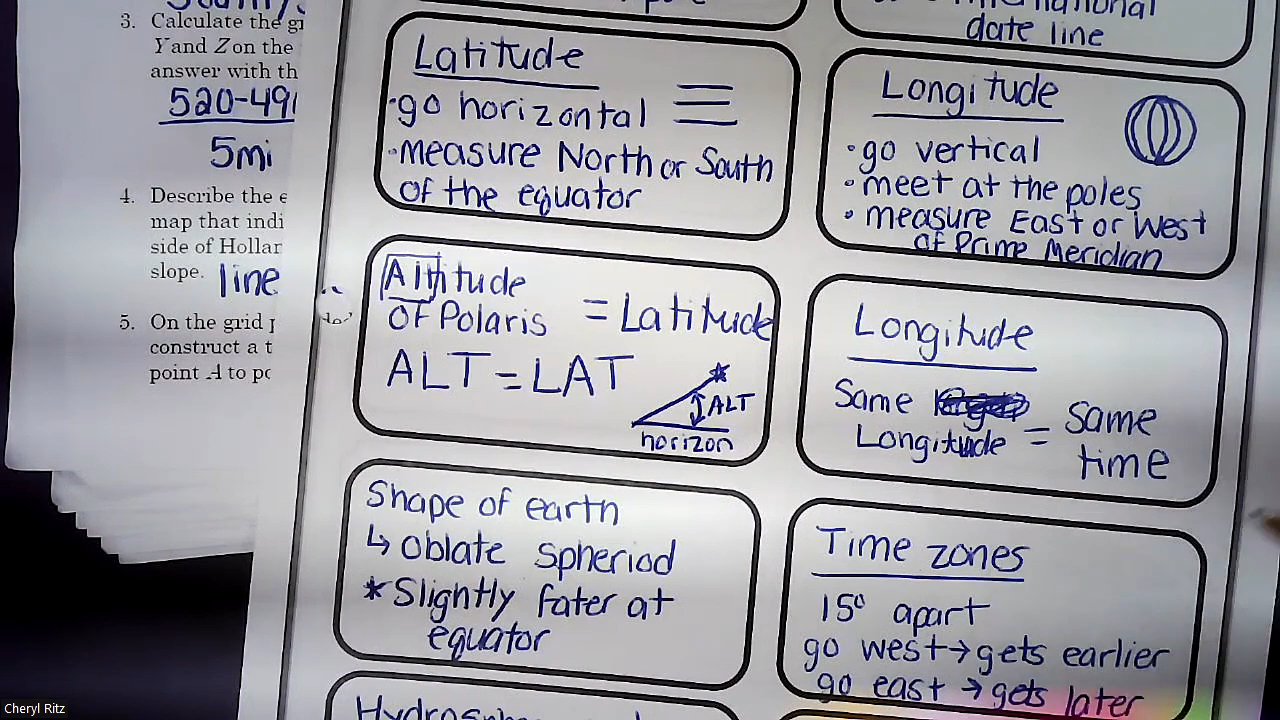 3. Calculate the
Y and Z on the
answer with th
520-491
5mi
4. Describe the e
map that indi
side of Hollar
slope. line
5. On the grid
construct a t
point A to
date line
Latitude
• go horizontal
• measure North or South
of the equator
Longitude
• go vertical
• meet at the poles
• measure East or West
of Prime Meridian
Altitude
of Polaris = Latitude
ALT = LAT
ALT
horizon
Longitude
Same = Same
Longitude time
Shape of earth
↳ oblate spheriod
* Slightly fater at
equator
Time zones
15° apart
go west → gets earlier
go east → gets later
Cheryl Ritz